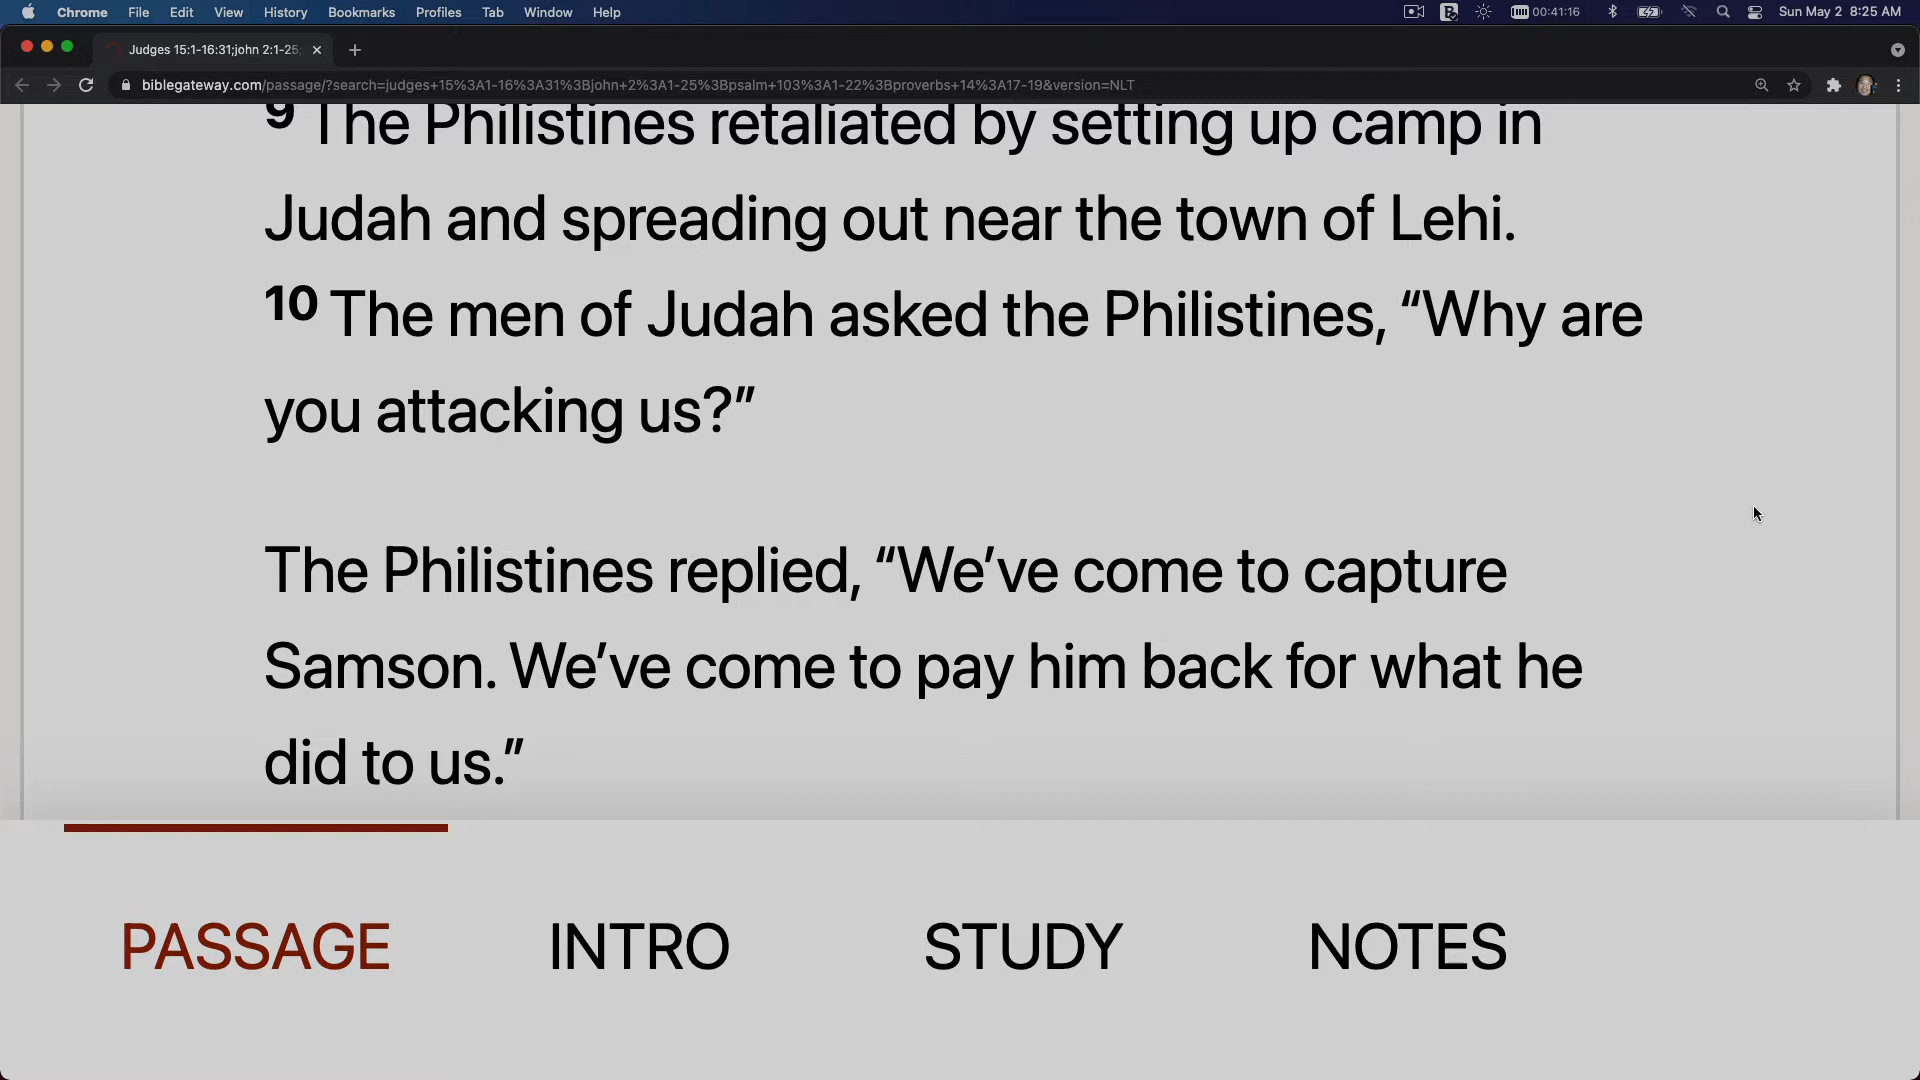 Chrome File Edit View History Bookmarks Profiles Tab Window Help 00:41:16 Sun May 2 8:25 AM
Judges 15:1-16:31;john 2:1-25;
biblegateway.com/passage/?search=judges+15%3A1-16%3A31%3Bjohn+2%3A1-25%3Bpsalm+103%3A1-22%3Bproverbs+14%3A17-19&version=NLT
9 The Philistines retaliated by setting up camp in
Judah and spreading out near the town of Lehi.
10 The men of Judah asked the Philistines, “Why are
you attacking us?”
The Philistines replied, “We’ve come to capture
Samson. We’ve come to pay him back for what he
did to us.”
PASSAGE INTRO STUDY NOTES